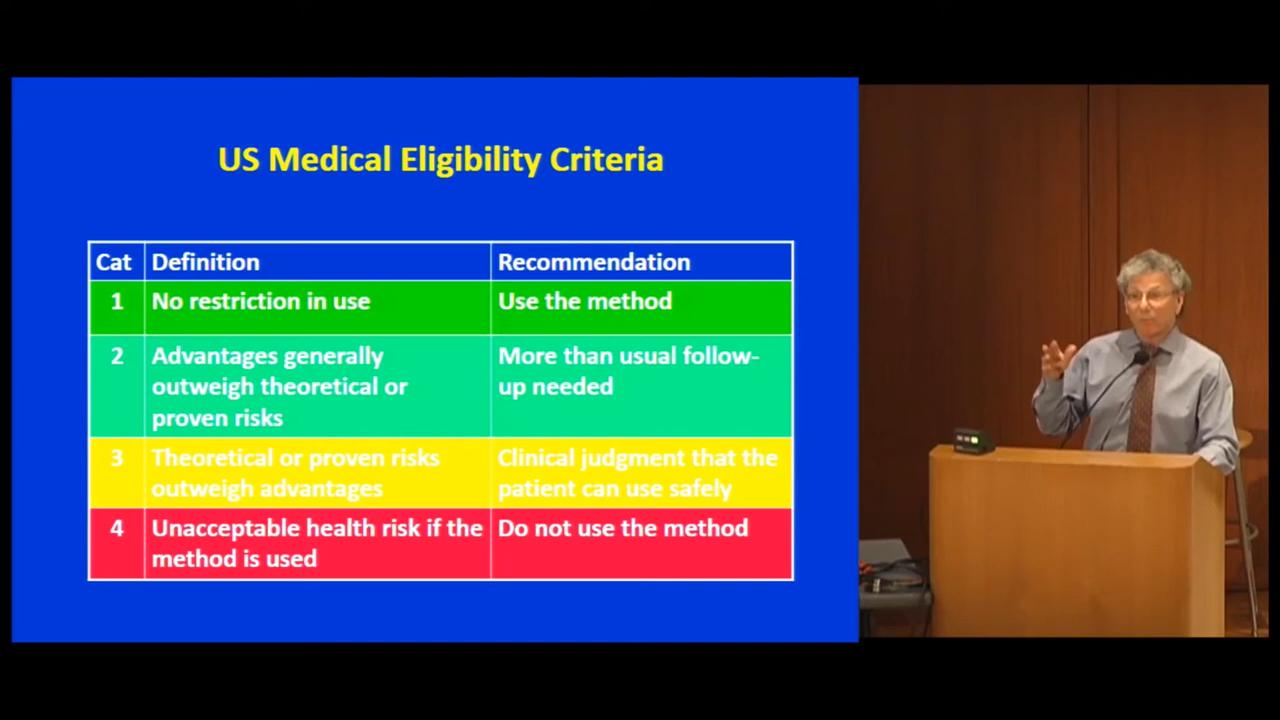 US Medical Eligibility Criteria
Cat Definition Recommendation
1 No restriction in use Use the method
2 Advantages generally outweigh theoretical or proven risks More than usual follow-up needed
3 Theoretical or proven risks outweigh advantages Clinical judgment that the patient can use safely
4 Unacceptable health risk if the method is used Do not use the method